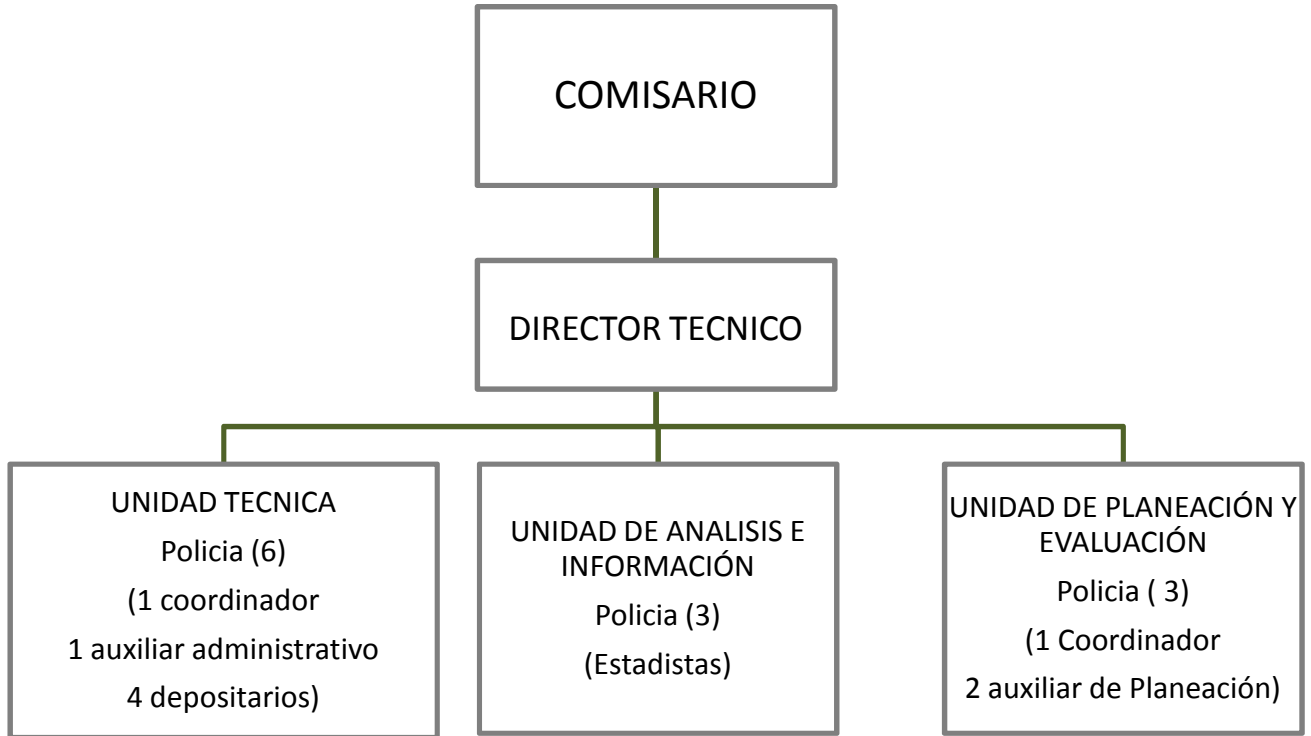 COMISARIO
DIRECTOR TECNICO
UNIDAD TECNICA
Policia (6)
(1 coordinador
1 auxiliar administrativo
4 depositarios)
UNIDAD DE ANALISIS E
INFORMACIÓN
Policia (3)
(Estadistas)
UNIDAD DE PLANEACIÓN Y
EVALUACIÓN
Policia ( 3)
(1 Coordinador
2 auxiliar de Planeación)